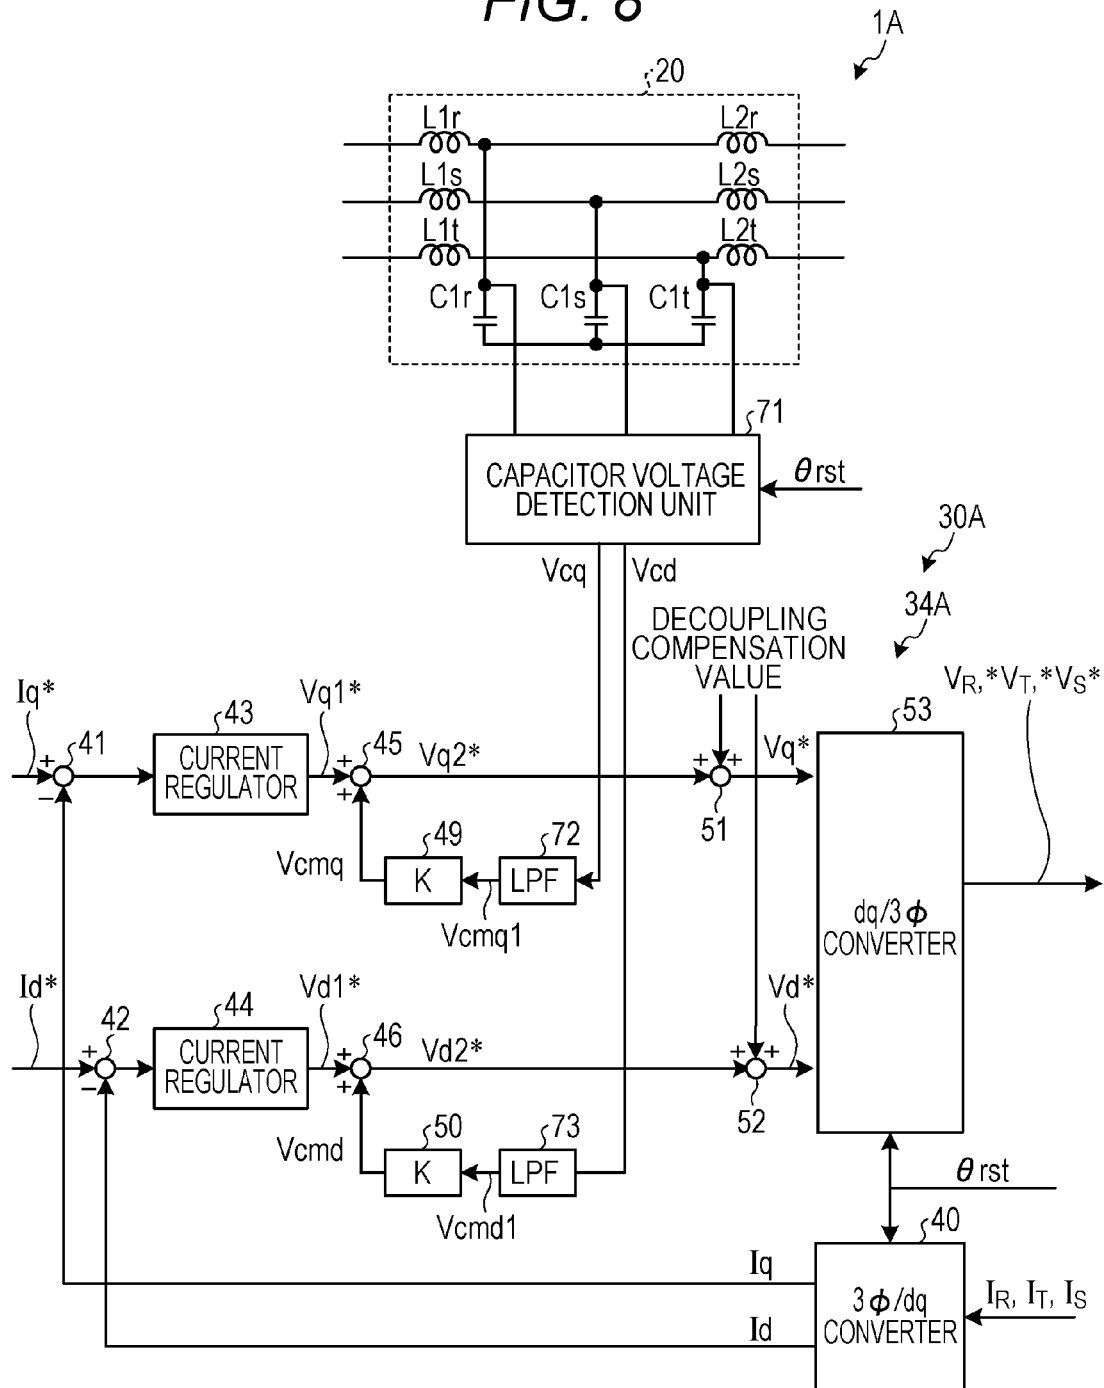 FIG. 8
1A
20
L1r
L2r
L1s
L2s
L1t
L2t
C1r
C1s
C1t
71
CAPACITOR VOLTAGE
DETECTION UNIT
θrst
Vcq
Vcd
30A
34A
DECOUPLING
COMPENSATION
VALUE
VR,*VT,*VS*
Iq*
41
43
CURRENT
REGULATOR
Vq1*
45
Vq2*
Vq*
51
53
+
−
+
+
+
+
Vcmq
49
K
72
LPF
Vcmq1
dq/3ϕ
CONVERTER
Id*
42
44
CURRENT
REGULATOR
Vd1*
46
Vd2*
Vd*
52
+
−
+
+
+
+
Vcmd
50
K
73
LPF
Vcmd1
θrst
40
Iq
Id
3ϕ/dq
CONVERTER
IR, IT, IS